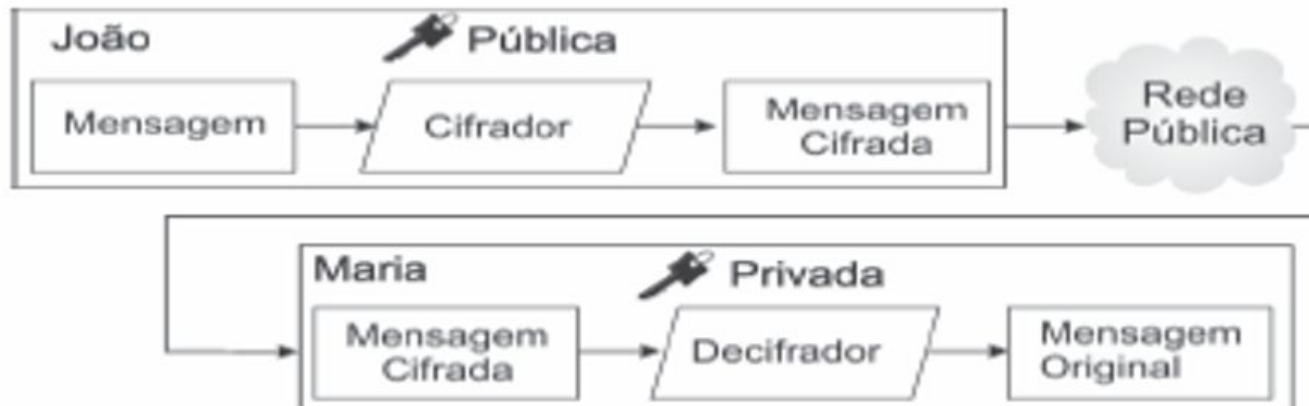 João
Pública
Mensagem
Cifrador
Mensagem
Cifrada
Rede
Pública
Maria
Privada
Mensagem
Cifrada
Decifrador
Mensagem
Original